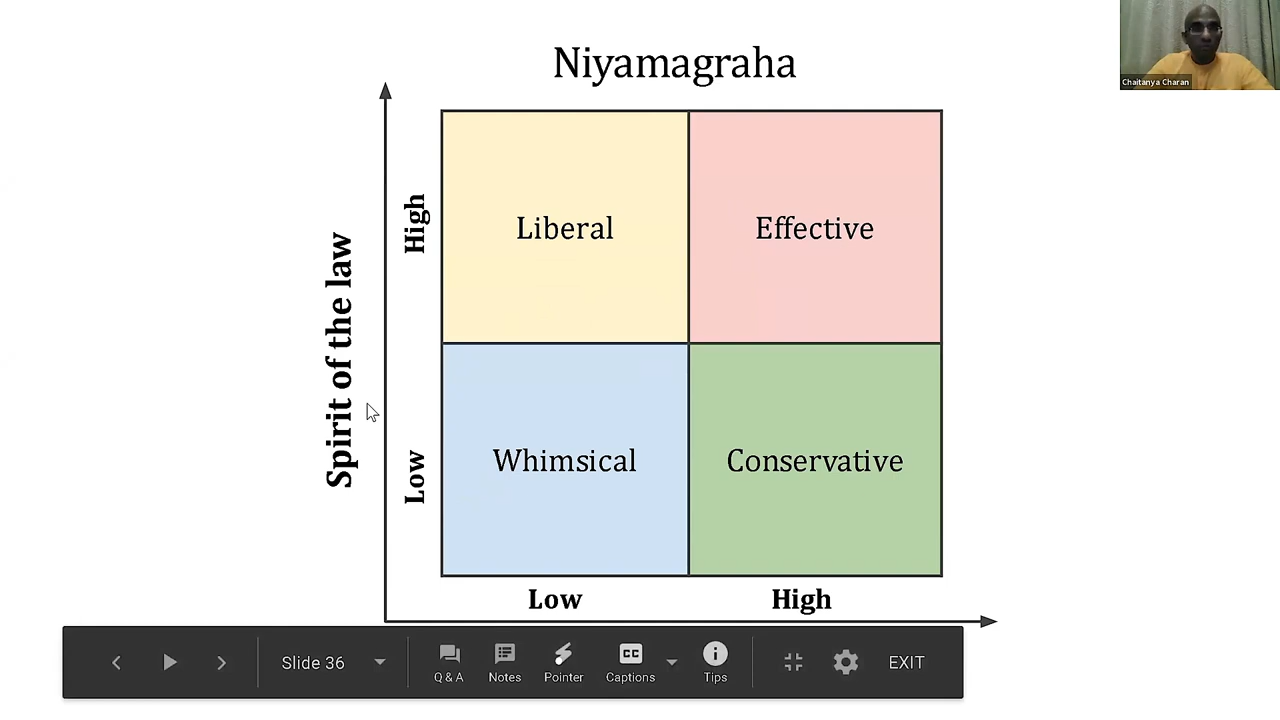 Niyamagraha
Chaitanya Charan
Spirit of the law
High
Liberal
Effective
Low
Whimsical
Conservative
Low
High
Slide 36
Q & A
Notes
Pointer
CC
Captions
Tips
EXIT